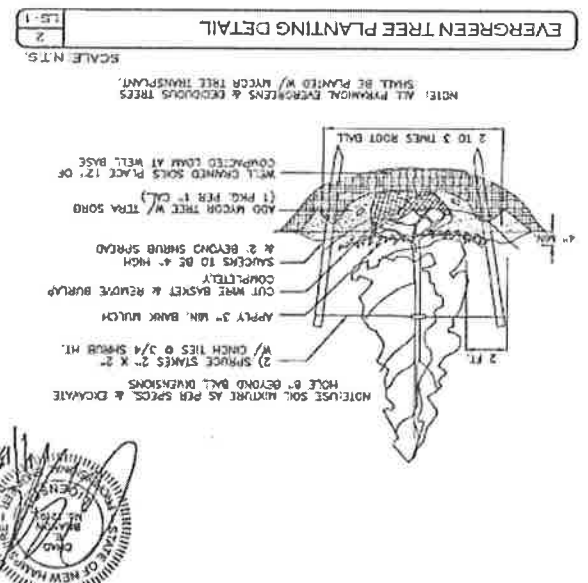 NOTE:USE SOIL MIXTURE AS PER SPECS. & EXCAVATE
HOLE 6" BEYOND BALL DIMENSIONS
2) SPRUCE STAKES 2" X 2"
W/ CINCH TIES @ 3/4 SHRUB HT.
2 FT.
APPLY 3" MIN. BARK MULCH
CUT WIRE BASKET & REMOVE BURLAP
COMPLETELY
SAUCERS TO BE 4" HIGH
& 2' BEYOND SHRUB SPREAD
4" MIN.
ADD MYCOR TREE W/ TERA SORB
(1 PKG. PER 1" CAL.)
WELL DRAINED SOILS PLACE OF 12"
COMPACTED LOAM AT WELL BASE
2 TO 3 TIMES ROOT BALL
NOTE: ALL PYRAMICAL EVERGREENS & DECIDUOUS TREES
SHALL BE PLANTED W/ MYCOR TREE TRANSPLANT.
SCALE: N.T.S.
EVERGREEN TREE PLANTING DETAIL
2
LS-1
STATE OF NEW HAMPSHIRE